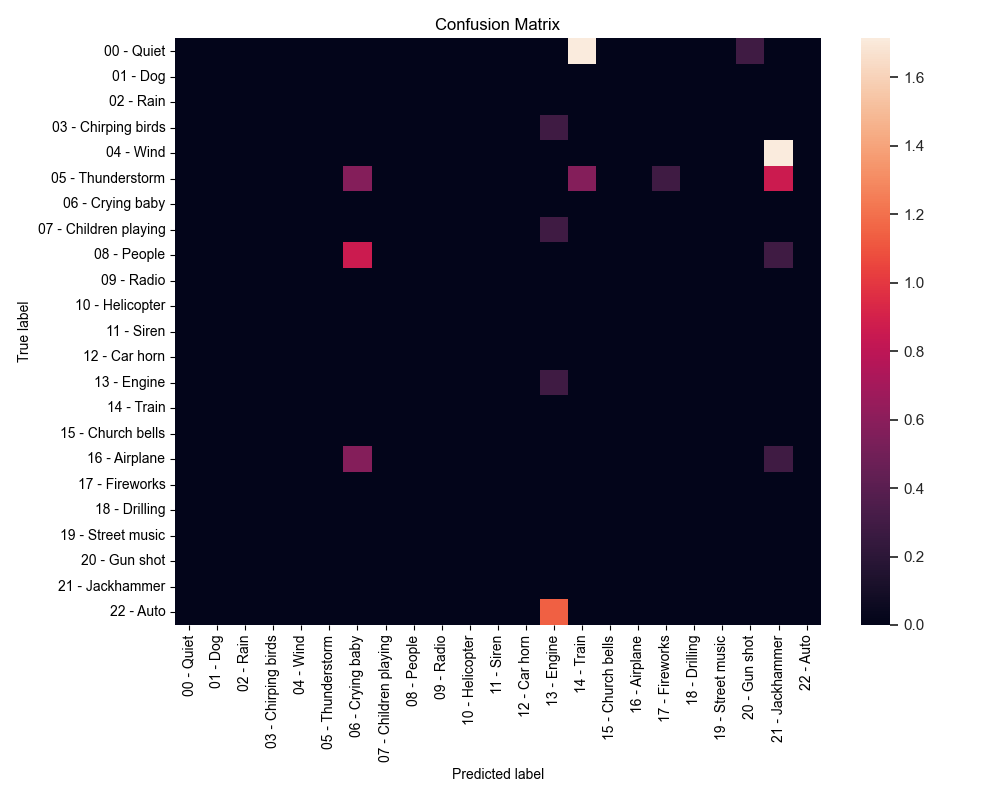 Confusion Matrix
True label
00 - Quiet
01 - Dog
02 - Rain
03 - Chirping birds
04 - Wind
05 - Thunderstorm
06 - Crying baby
07 - Children playing
08 - People
09 - Radio
10 - Helicopter
11 - Siren
12 - Car horn
13 - Engine
14 - Train
15 - Church bells
16 - Airplane
17 - Fireworks
18 - Drilling
19 - Street music
20 - Gun shot
21 - Jackhammer
22 - Auto
00 - Quiet
01 - Dog
02 - Rain
03 - Chirping birds
04 - Wind
05 - Thunderstorm
06 - Crying baby
07 - Children playing
08 - People
09 - Radio
10 - Helicopter
11 - Siren
12 - Car horn
13 - Engine
14 - Train
15 - Church bells
16 - Airplane
17 - Fireworks
18 - Drilling
19 - Street music
20 - Gun shot
21 - Jackhammer
22 - Auto
Predicted label
1.6
1.4
1.2
1.0
0.8
0.6
0.4
0.2
0.0